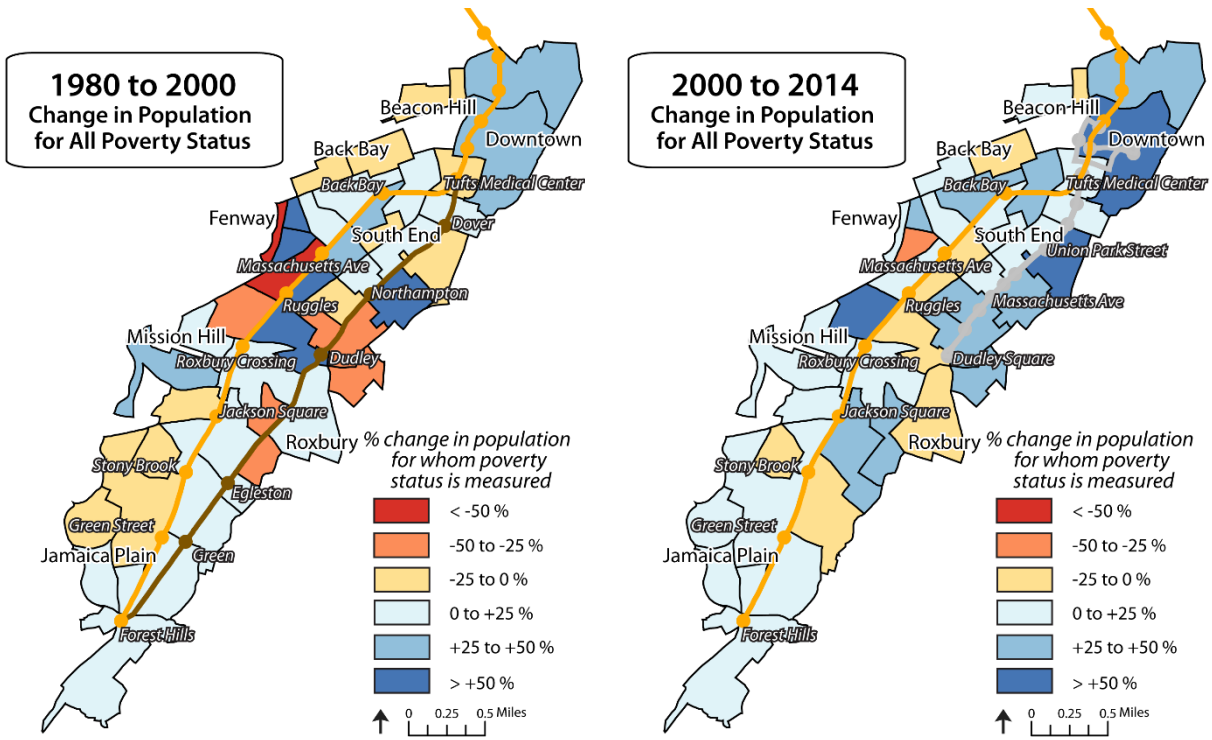 1980 to 2000
Change in Population
for All Poverty Status
Beacon Hill
Downtown
Back Bay
Back Bay
Tufts Medical Center
Fenway
Dover
South End
Massachusetts Ave
Northampton
Ruggles
Mission Hill
Roxbury Crossing
Dudley
Jackson Square
Roxbury
Stony Brook
Egleston
Green Street
Jamaica Plain
Green
Forest Hills
% change in population
for whom poverty
status is measured
< -50 %
-50 to -25 %
-25 to 0 %
0 to +25 %
+25 to +50 %
> +50 %
0 0.25 0.5 Miles
2000 to 2014
Change in Population
for All Poverty Status
Beacon Hill
Downtown
Back Bay
Back Bay
Tufts Medical Center
Fenway
South End
Union Park Street
Massachusetts Ave
Massachusetts Ave
Ruggles
Mission Hill
Roxbury Crossing
Dudley Square
Jackson Square
Roxbury
Stony Brook
Green Street
Jamaica Plain
Forest Hills
% change in population
for whom poverty
status is measured
< -50 %
-50 to -25 %
-25 to 0 %
0 to +25 %
+25 to +50 %
> +50 %
0 0.25 0.5 Miles